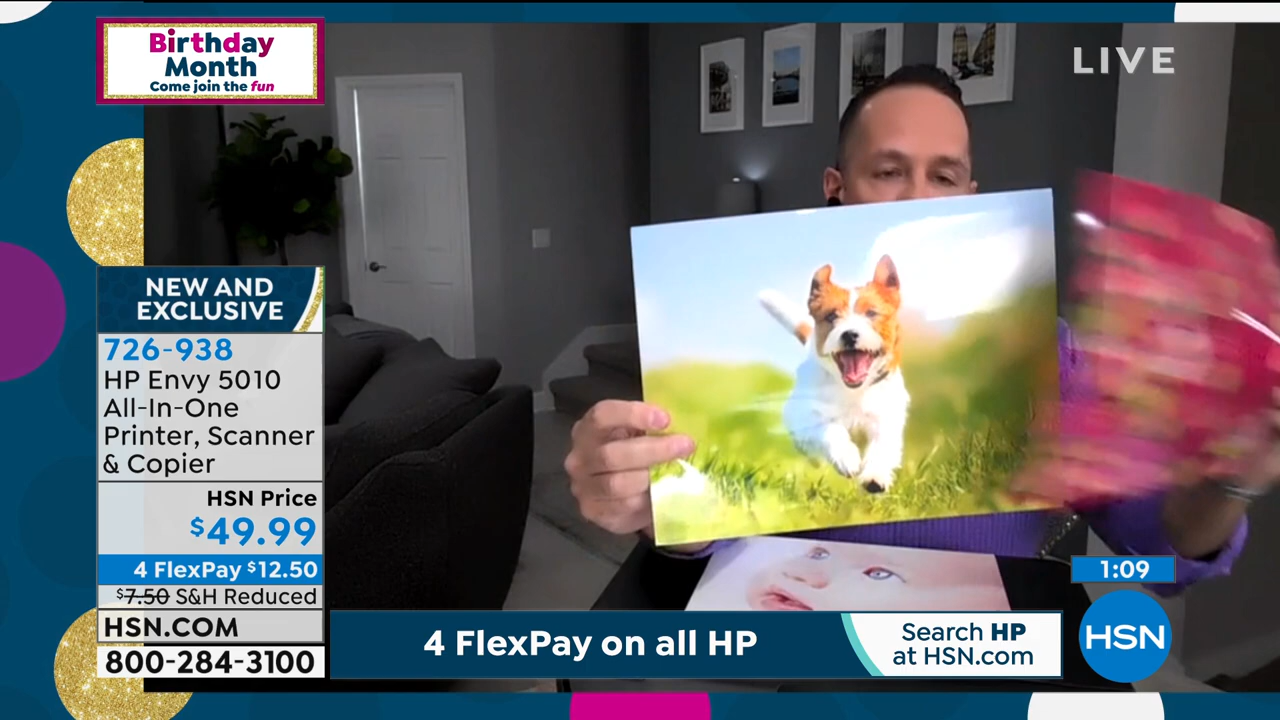 Birthday
Month
Come join the fun
LIVE
NEW AND
EXCLUSIVE
726-938
HP Envy 5010
All-In-One
Printer, Scanner
& Copier
HSN Price
$49.99
4 FlexPay $12.50
$7.50 S&H Reduced
HSN.COM
800-284-3100
4 FlexPay on all HP
Search HP
at HSN.com
1:09
HSN